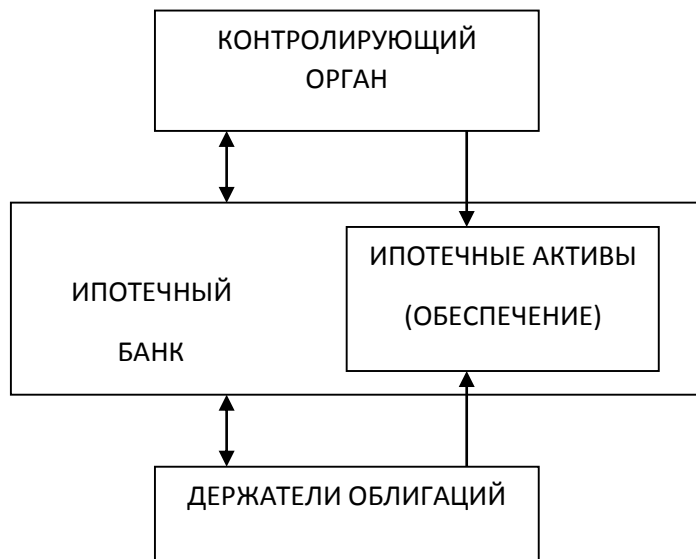 КОНТРОЛИРУЮЩИЙ
ОРГАН
ИПОТЕЧНЫЕ АКТИВЫ
(ОБЕСПЕЧЕНИЕ)
ИПОТЕЧНЫЙ
БАНК
ДЕРЖАТЕЛИ ОБЛИГАЦИЙ